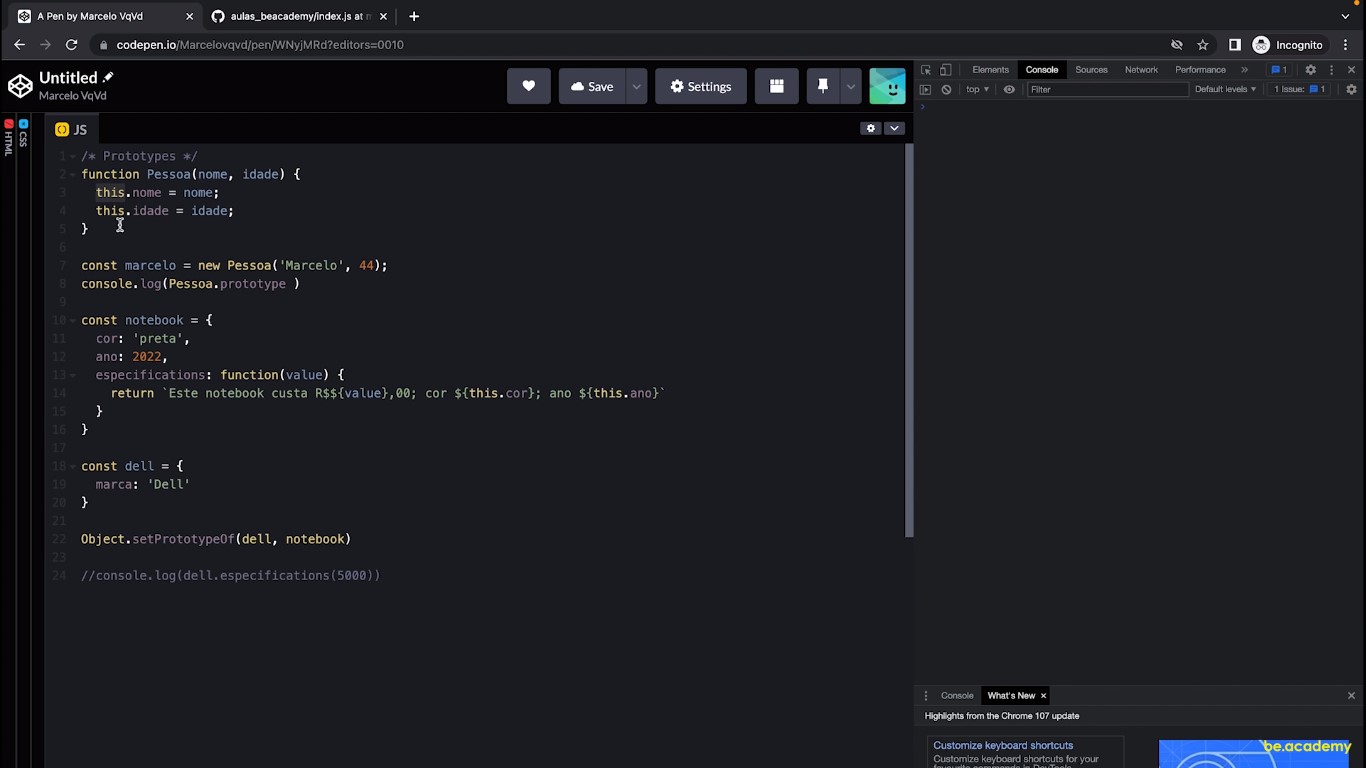 A Pen by Marcelo VqVd
aulas_beacademy/index.js at m
codepen.io/Marcelovqvd/pen/WNyjMRd?editors=0010
Incognito
Untitled
Marcelo VqVd
Save
Settings
Elements
Console
Sources
Network
Performance
»
1
top
Filter
Default levels
1 Issue:
1
HTML
CSS
JS
1 /* Prototypes */
2 function Pessoa(nome, idade) {
3 this.nome = nome;
4 this.idade = idade;
5 }
6
7 const marcelo = new Pessoa('Marcelo', 44);
8 console.log(Pessoa.prototype )
9
10 const notebook = {
11 cor: 'preta',
12 ano: 2022,
13 especifications: function(value) {
14 return `Este notebook custa R$${value},00; cor ${this.cor}; ano ${this.ano}`
15 }
16 }
17
18 const dell = {
19 marca: 'Dell'
20 }
21
22 Object.setPrototypeOf(dell, notebook)
23
24 //console.log(dell.especifications(5000))
Console
What's New
Highlights from the Chrome 107 update
Customize keyboard shortcuts
Customize keyboard shortcuts for your
favourite commands in DevTools
be.academy